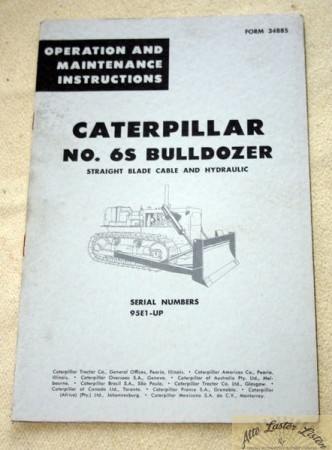 FORM 34885
OPERATION AND
MAINTENANCE
INSTRUCTIONS
CATERPILLAR
NO. 6S BULLDOZER
STRAIGHT BLADE CABLE AND HYDRAULIC
SERIAL NUMBERS
95E1-UP
Caterpillar Tractor Co., General Offices, Peoria, Illinois. • Caterpillar Americas Co., Peoria,
Illinois. • Caterpillar Overseas S.A., Geneva. • Caterpillar of Australia Pty. Ltd., Mel-
bourne. • Caterpillar Brasil S.A., São Paulo. • Caterpillar Tractor Co. Ltd., Glasgow. •
Caterpillar of Canada Ltd., Toronto. • Caterpillar France S.A., Grenoble. • Caterpillar
(Africa) (Pty.) Ltd., Johannesburg. • Caterpillar Mexicana S.A. de C.V., Monterrey.
Alte Laster Listen